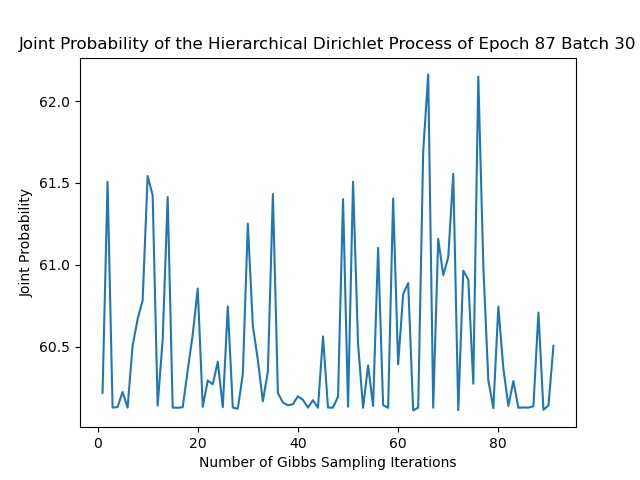 Joint Probability of the Hierarchical Dirichlet Process of Epoch 87 Batch 30
62.0
61.5
61.0
60.5
Joint Probability
0 20 40 60 80
Number of Gibbs Sampling Iterations